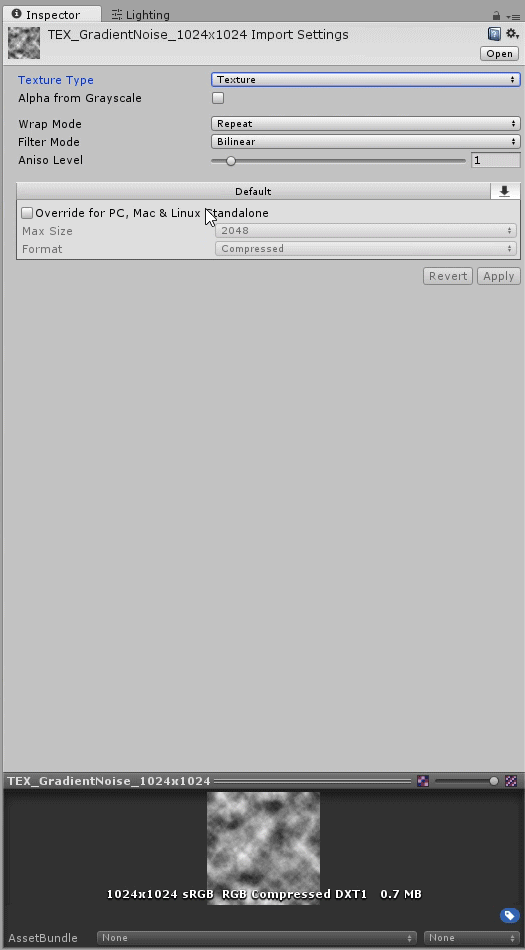 Inspector Lighting
TEX_GradientNoise_1024x1024 Import Settings
Open
Texture Type Texture
Alpha from Grayscale
Wrap Mode Repeat
Filter Mode Bilinear
Aniso Level 1
Default
Override for PC, Mac & Linux Standalone
Max Size 2048
Format Compressed
Revert Apply
TEX_GradientNoise_1024x1024
1024x1024 sRGB RGB Compressed DXT1 0.7 MB
AssetBundle None None